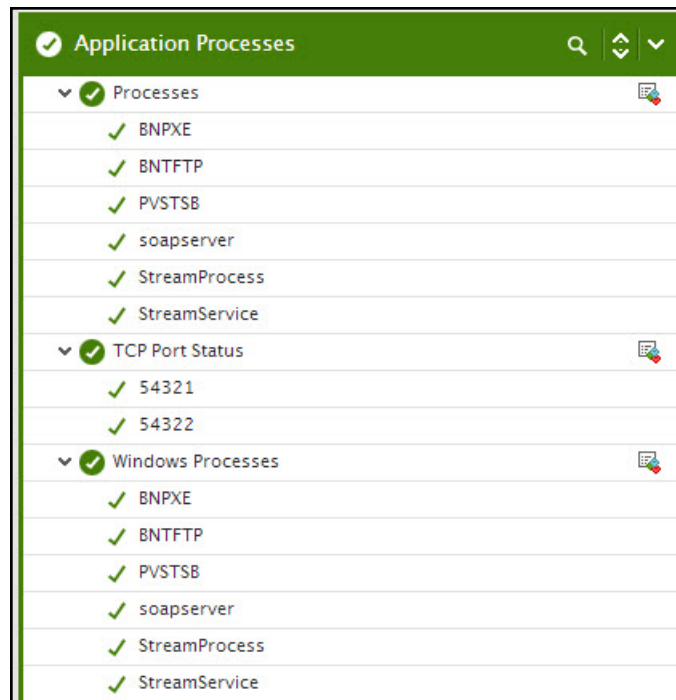 Application Processes
Processes
BNPXE
BNTFTP
PVSTSB
soapserver
StreamProcess
StreamService
TCP Port Status
54321
54322
Windows Processes
BNPXE
BNTFTP
PVSTSB
soapserver
StreamProcess
StreamService